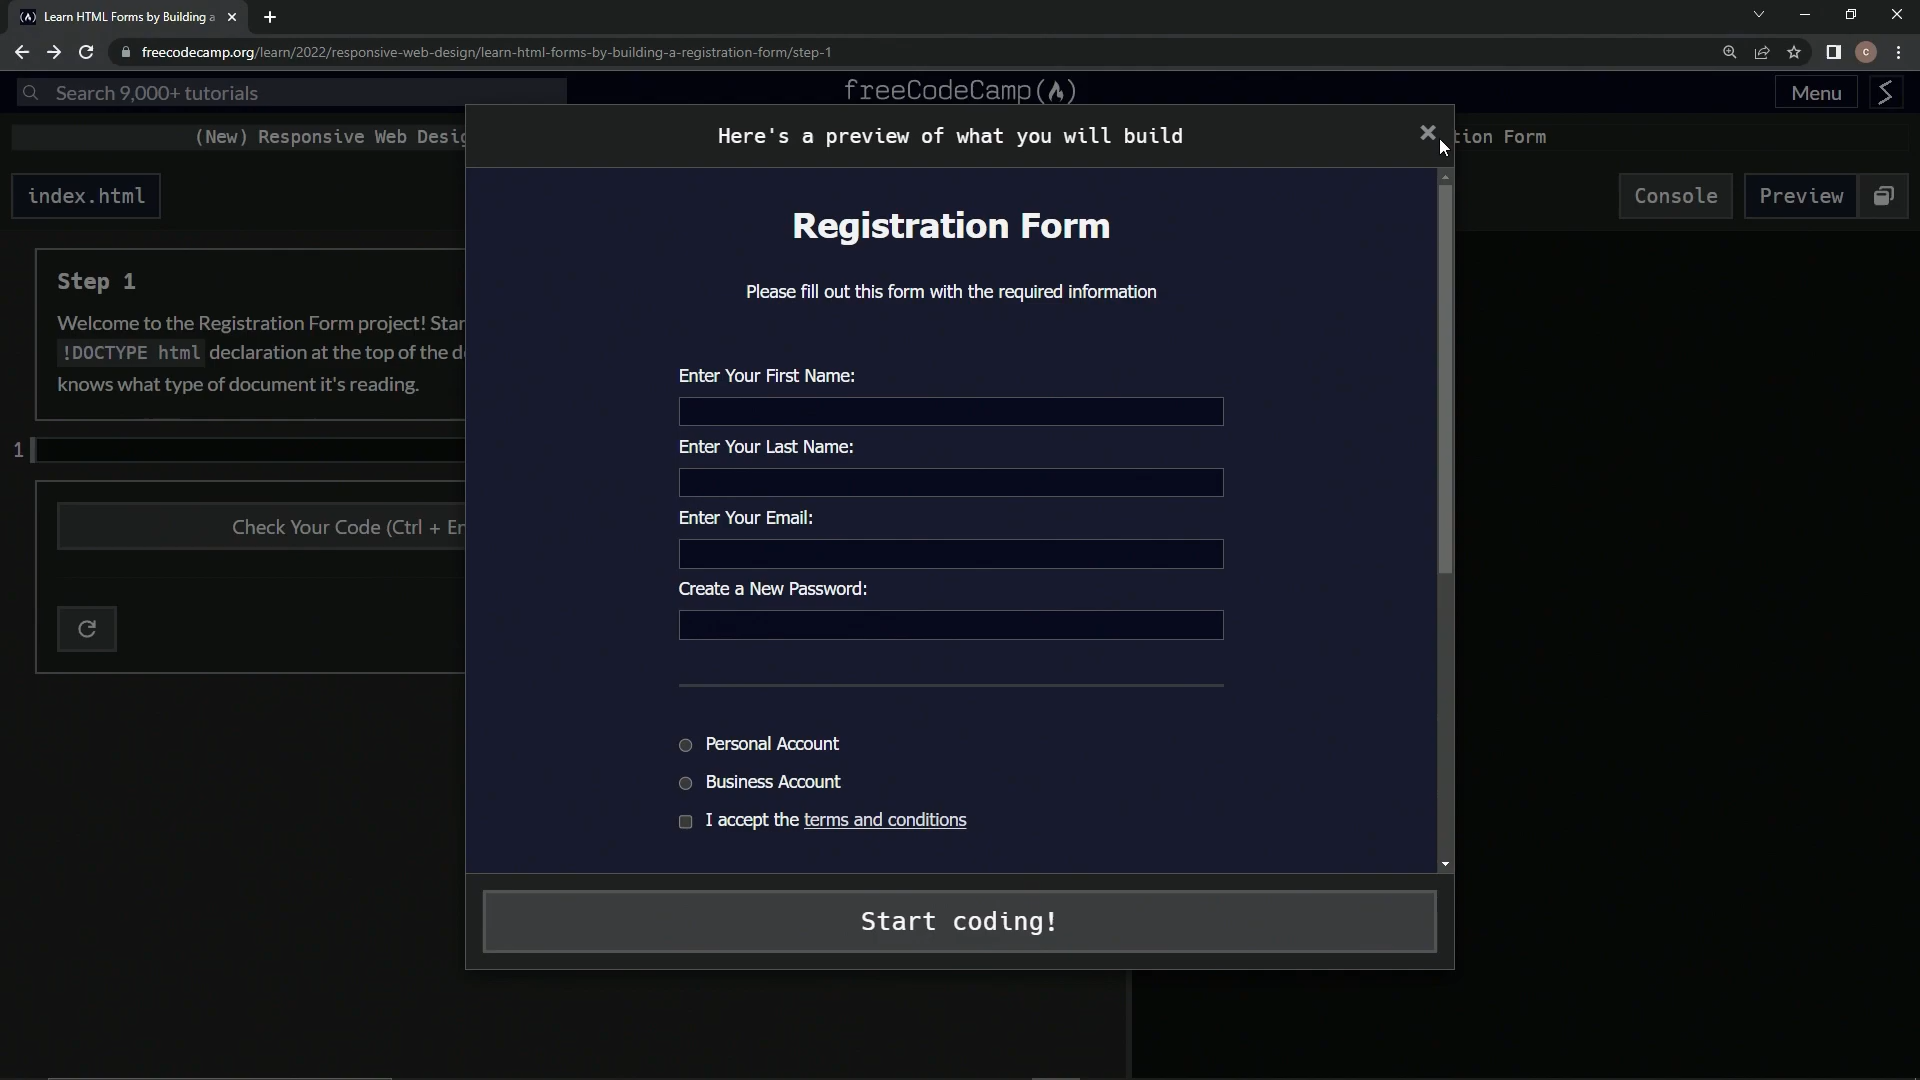 Learn HTML Forms by Building a
freecodecamp.org/learn/2022/responsive-web-design/learn-html-forms-by-building-a-registration-form/step-1
C
Search 9,000+ tutorials
freeCodeCamp
Menu
(New) Responsive Web Desig
tion Form
Here's a preview of what you will build
index.html
Console
Preview
Registration Form
Please fill out this form with the required information
Step 1
Welcome to the Registration Form project! Star
!DOCTYPE html declaration at the top of the d
knows what type of document it's reading.
1
Check Your Code (Ctrl + En
Enter Your First Name:
Enter Your Last Name:
Enter Your Email:
Create a New Password:
Personal Account
Business Account
I accept the terms and conditions
Start coding!